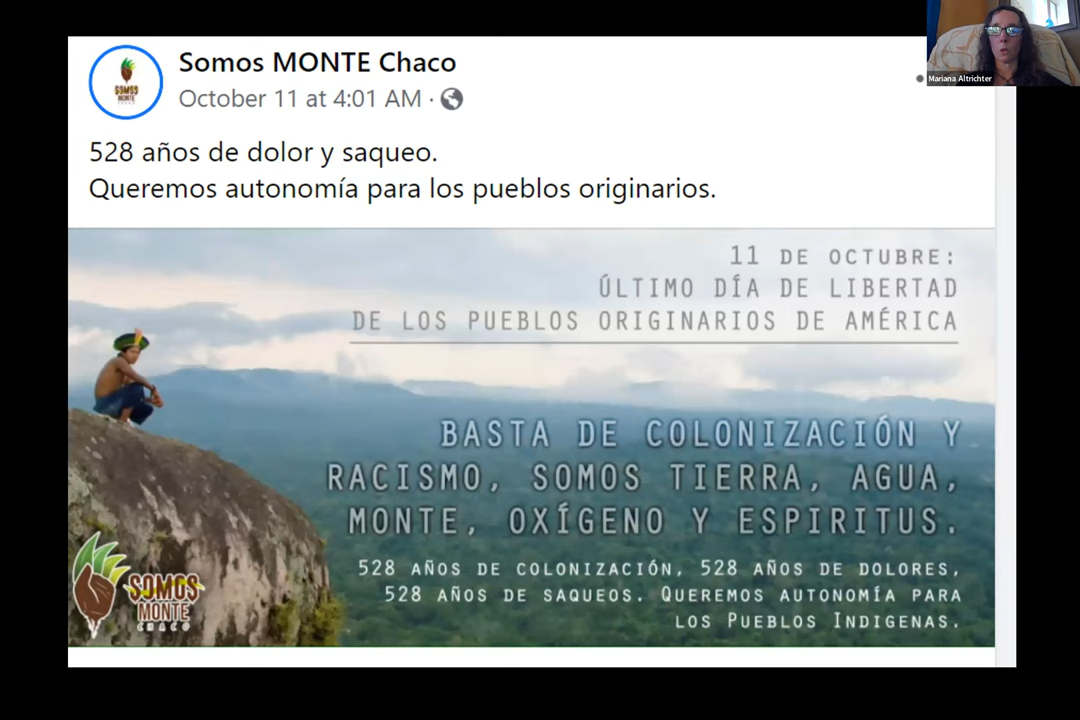 Somos MONTE Chaco
October 11 at 4:01 AM ·
528 años de dolor y saqueo.
Queremos autonomía para los pueblos originarios.
11 DE OCTUBRE:
ÚLTIMO DÍA DE LIBERTAD
DE LOS PUEBLOS ORIGINARIOS DE AMÉRICA
BASTA DE COLONIZACIÓN Y
RACISMO, SOMOS TIERRA, AGUA,
MONTE, OXÍGENO Y ESPIRITUS.
528 AÑOS DE COLONIZACIÓN, 528 AÑOS DE DOLORES,
528 AÑOS DE SAQUEOS. QUEREMOS AUTONOMÍA PARA
LOS PUEBLOS INDIGENAS.
SOMOS
MONTE
CHACO
SOMOS
MONTE
Mariana Altrichter